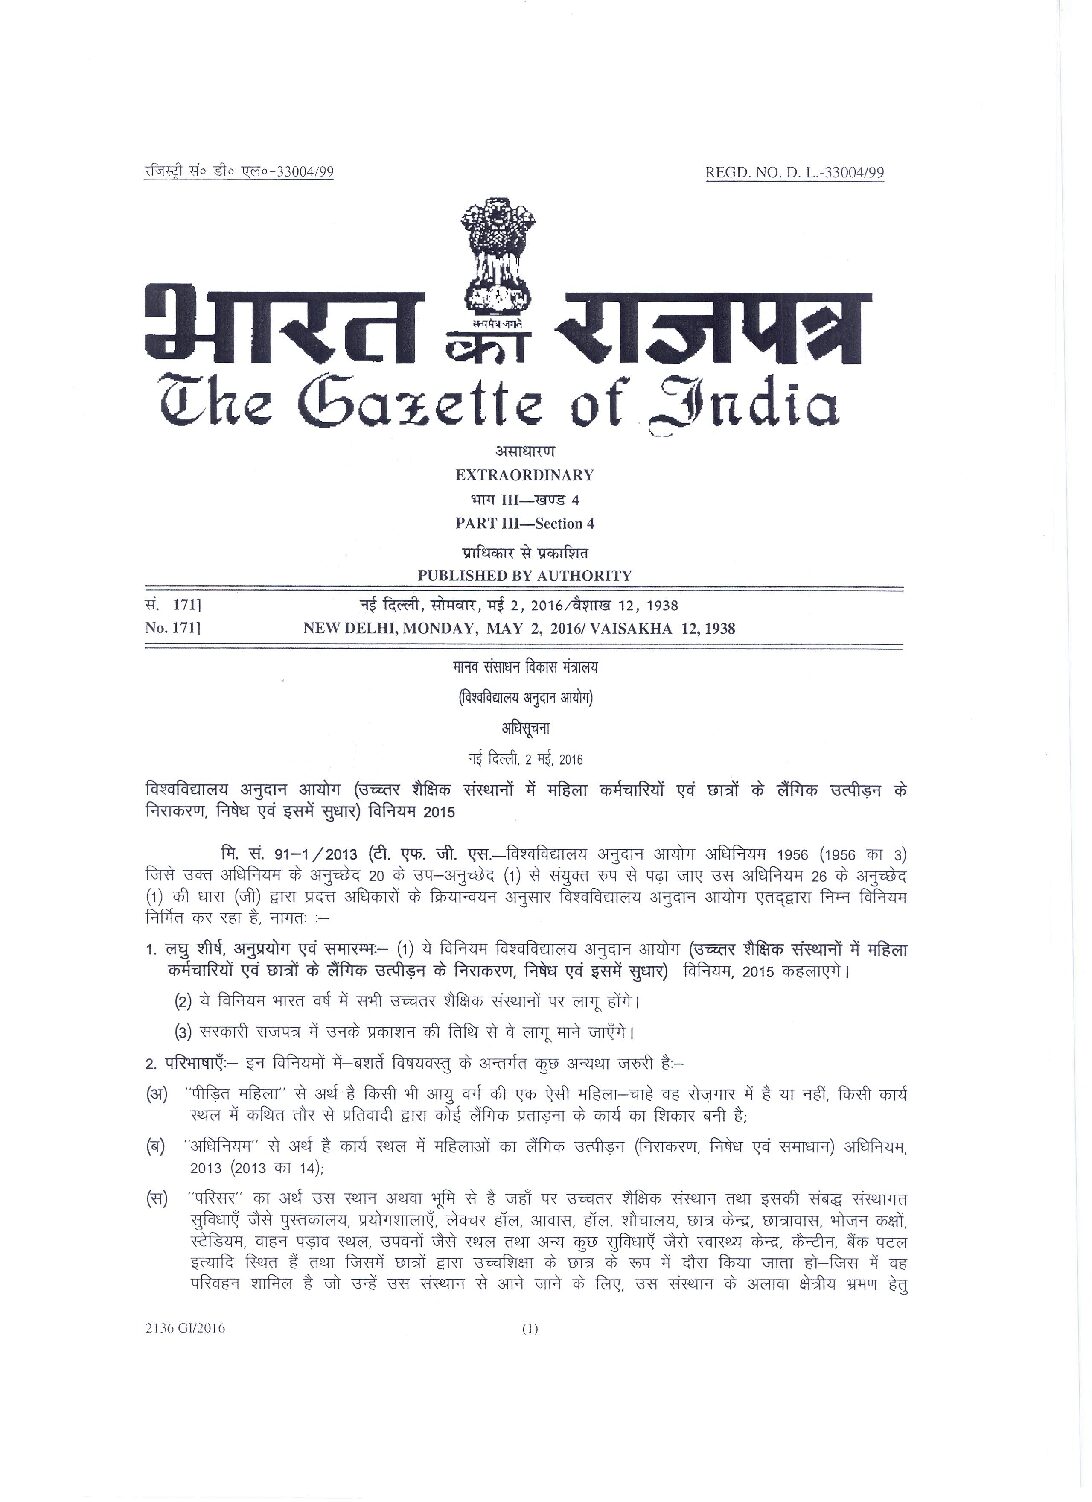 रजिस्ट्री सं० डी० एल०-33004/99
REGD. NO. D. L.-33004/99
भारत का राजपत्र
The Gazette of India
असाधारण
EXTRAORDINARY
भाग III—खण्ड 4
PART III—Section 4
प्राधिकार से प्रकाशित
PUBLISHED BY AUTHORITY
सं. 171]
नई दिल्ली, सोमवार, मई 2, 2016/वैशाख 12, 1938
No. 171]
NEW DELHI, MONDAY, MAY 2, 2016/ VAISAKHA 12, 1938
मानव संसाधन विकास मंत्रालय
(विश्वविद्यालय अनुदान आयोग)
अधिसूचना
नई दिल्ली, 2 मई, 2016
विश्वविद्यालय अनुदान आयोग (उच्च्तर शैक्षिक संस्थानों में महिला कर्मचारियों एवं छात्रों के लैंगिक उत्पीड़न के
निराकरण, निषेध एवं इसमें सुधार) विनियम 2015
मि. सं. 91–1/2013 (टी. एफ. जी. एस.—विश्वविद्यालय अनुदान आयोग अधिनियम 1956 (1956 का 3)
जिसे उक्त अधिनियम के अनुच्छेद 20 के उप–अनुच्छेद (1) से संयुक्त रुप से पढ़ा जाए उस अधिनियम 26 के अनुच्छेद
(1) की धारा (जी) द्वारा प्रदत्त अधिकारों के क्रियान्वयन अनुसार विश्वविद्यालय अनुदान आयोग एतद्द्वारा निम्न विनियम
निर्मित कर रहा है, नामतः :–
1. लघु शीर्ष, अनुप्रयोग एवं समारम्भः– (1) ये विनियम विश्वविद्यालय अनुदान आयोग (उच्च्तर शैक्षिक संस्थानों में महिला
कर्मचारियों एवं छात्रों के लैंगिक उत्पीड़न के निराकरण, निषेध एवं इसमें सुधार) विनियम, 2015 कहलाएगे।
(2) ये विनियम भारत वर्ष में सभी उच्चतर शैक्षिक संस्थानों पर लागू होंगे।
(3) सरकारी राजपत्र में उनके प्रकाशन की तिथि से वे लागू माने जाएँगे।
2. परिभाषाएँ:– इन विनियमों में–बशर्ते विषयवस्तु के अन्तर्गत कुछ अन्यथा जरुरी है:–
(अ) "पीड़ित महिला" से अर्थ है किसी भी आयु वर्ग की एक ऐसी महिला–चाहे वह रोज़गार में है या नहीं, किसी कार्य
स्थल में कथित तौर से प्रतिवादी द्वारा कोई लैंगिक प्रताड़ना के कार्य का शिकार बनी है;
(ब) "अधिनियम" से अर्थ है कार्य स्थल में महिलाओं का लैंगिक उत्पीड़न (निराकरण, निषेध एवं समाधान) अधिनियम,
2013 (2013 का 14);
(स) "परिसर" का अर्थ उस स्थान अथवा भूमि से है जहाँ पर उच्चतर शैक्षिक संस्थान तथा इसकी संबद्ध संस्थागत
सुविधाएँ जैसे पुस्तकालय, प्रयोगशालाएँ, लेक्चर हॉल, आवास, हॉल, शौचालय, छात्र केन्द्र, छात्रावास, भोजन कक्षों,
स्टेडियम, वाहन पड़ाव स्थल, उपवनों जैसे स्थल तथा अन्य कुछ सुविधाएँ जैसे स्वास्थ्य केन्द्र, कैन्टीन, बैंक पटल
इत्यादि स्थित हैं तथा जिसमें छात्रों द्वारा उच्चशिक्षा के छात्र के रूप में दौरा किया जाता हो–जिस में वह
परिवहन शामिल है जो उन्हें उस संस्थान से आने जाने के लिए, उस संस्थान के अलावा क्षेत्रीय भ्रमण हेतु
2136 GI/2016
(1)